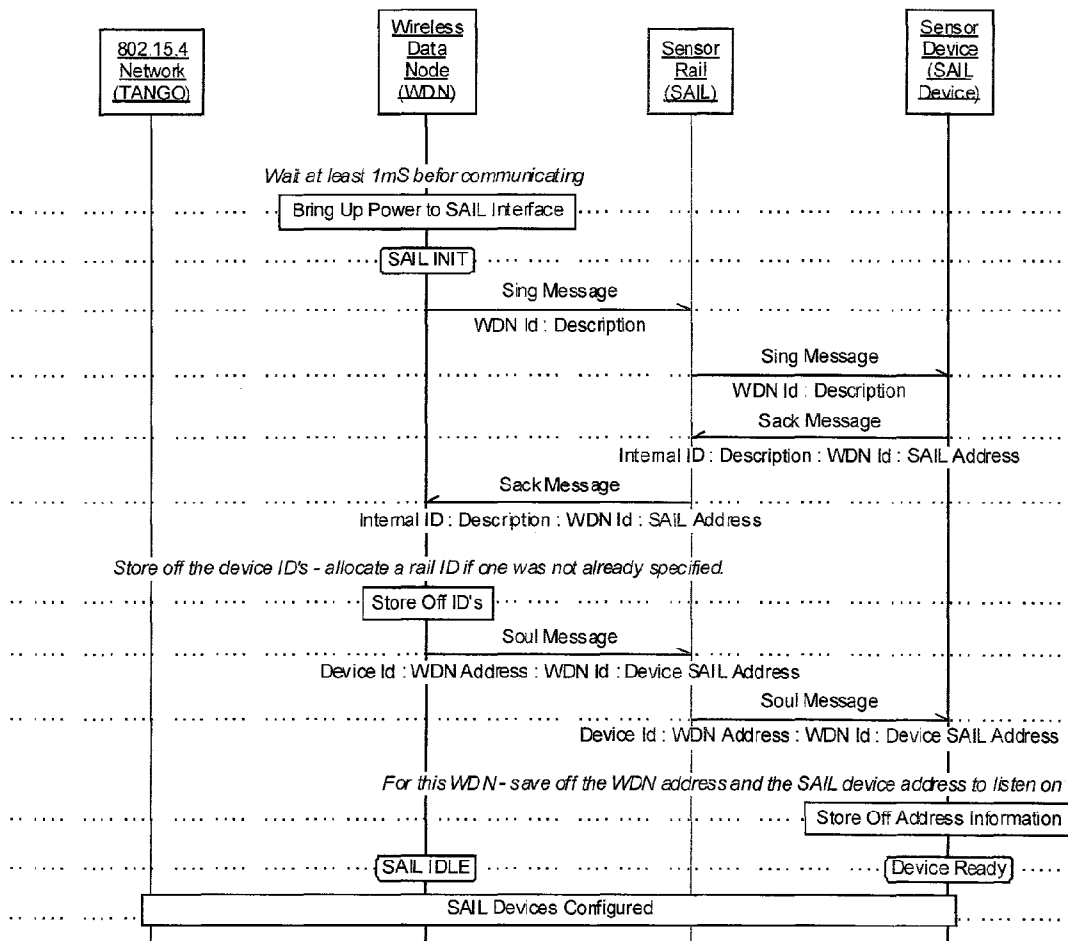 802.15.4
Network
(TANGO)
Wireless
Data
Node
(WDN)
Sensor
Rail
(SAIL)
Sensor
Device
(SAIL
Device)
Wait at least 1mS befor communicating
Bring Up Power to SAIL Interface
SAIL INIT
Sing Message
WDN Id : Description
Sing Message
WDN Id : Description
Sack Message
Internal ID : Description : WDN Id : SAIL Address
Sack Message
Internal ID : Description : WDN Id : SAIL Address
Store off the device ID's - allocate a rail ID if one was not already specified.
Store Off ID's
Soul Message
Device Id : WDN Address : WDN Id : Device SAIL Address
Soul Message
Device Id : WDN Address : WDN Id : Device SAIL Address
For this WDN - save off the WDN address and the SAIL device address to listen on
Store Off Address Information
SAIL IDLE
Device Ready
SAIL Devices Configured